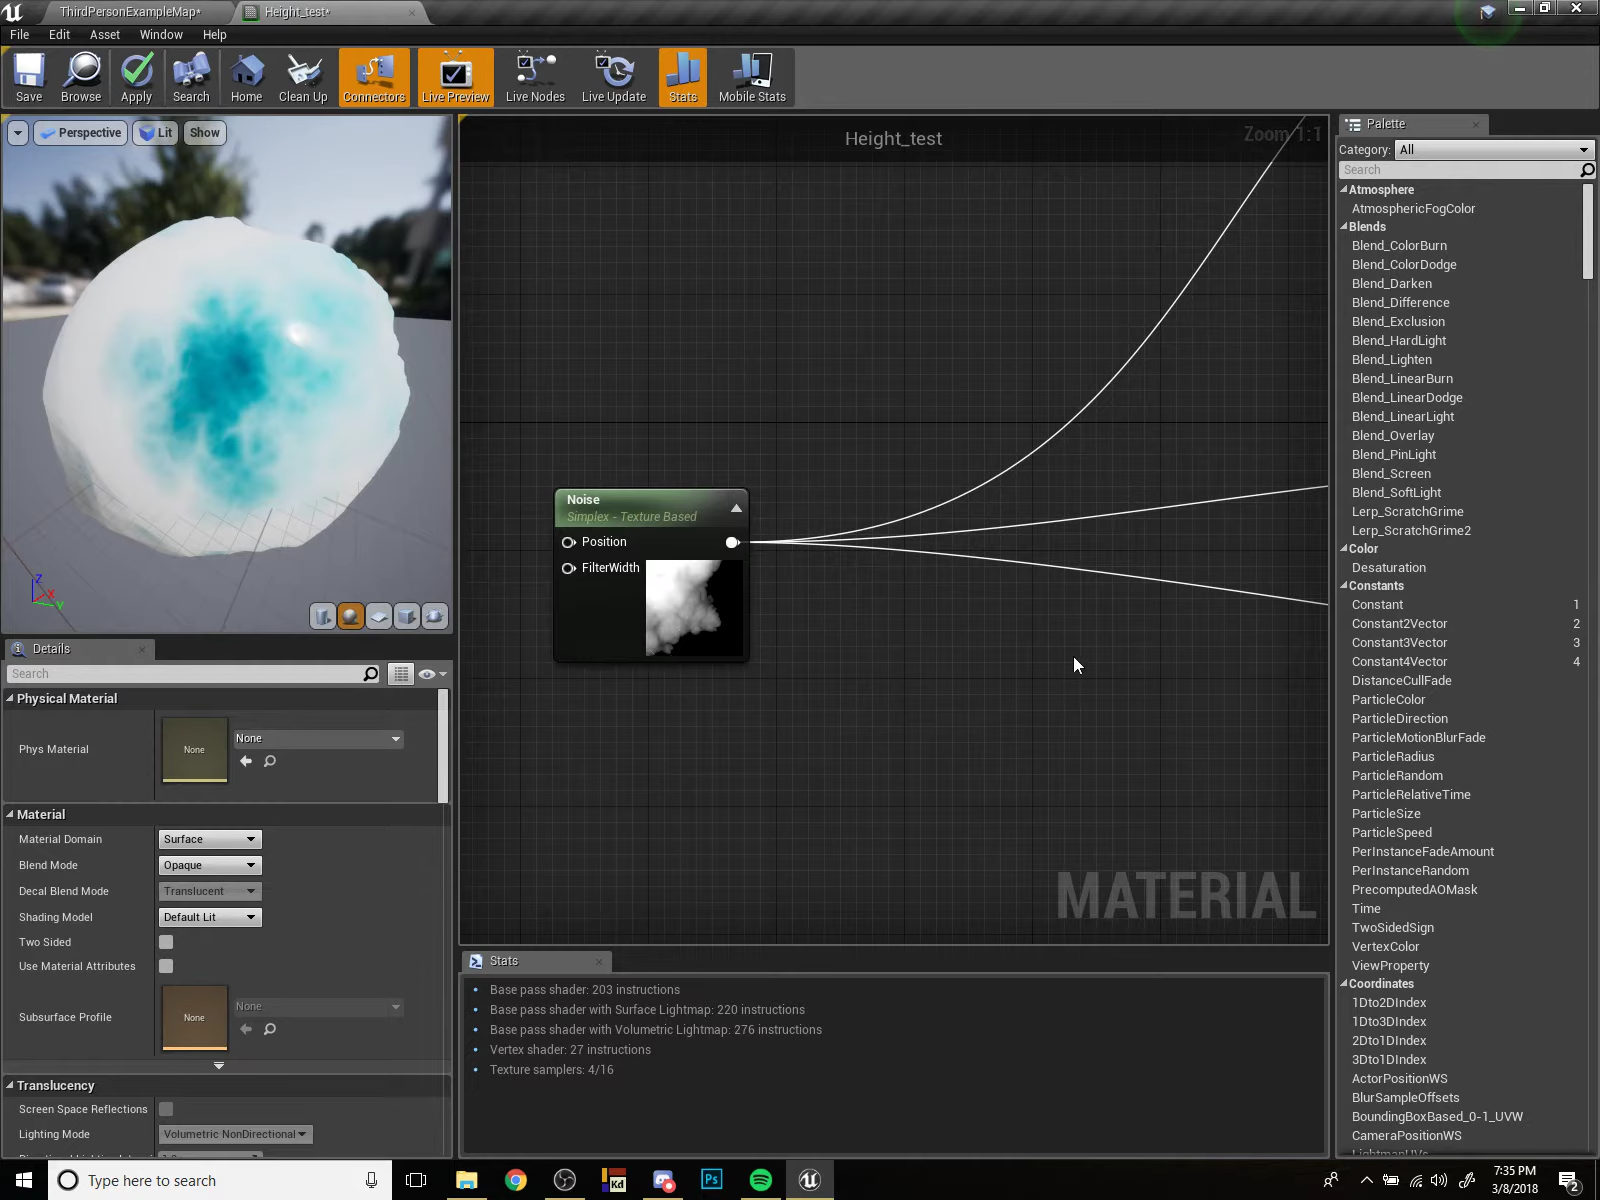 ThirdPersonExampleMap*
Height_test*
File Edit Asset Window Help
Save Browse Apply Search Home Clean Up Connectors Live Preview Live Nodes Live Update Stats Mobile Stats
Perspective Lit Show
Height_test
Zoom 1:1
Noise
Simplex - Texture Based
Position
FilterWidth
MATERIAL
Details
Search
Physical Material
Phys Material
None
None
Material
Material Domain Surface
Blend Mode Opaque
Decal Blend Mode Translucent
Shading Model Default Lit
Two Sided
Use Material Attributes
Subsurface Profile
None
None
Translucency
Screen Space Reflections
Lighting Mode Volumetric NonDirectional
Stats
Base pass shader: 203 instructions
Base pass shader with Surface Lightmap: 220 instructions
Base pass shader with Volumetric Lightmap: 276 instructions
Vertex shader: 27 instructions
Texture samplers: 4/16
Palette
Category: All
Search
Atmosphere
AtmosphericFogColor
Blends
Blend_ColorBurn
Blend_ColorDodge
Blend_Darken
Blend_Difference
Blend_Exclusion
Blend_HardLight
Blend_Lighten
Blend_LinearBurn
Blend_LinearDodge
Blend_LinearLight
Blend_Overlay
Blend_PinLight
Blend_Screen
Blend_SoftLight
Lerp_ScratchGrime
Lerp_ScratchGrime2
Color
Desaturation
Constants
Constant 1
Constant2Vector 2
Constant3Vector 3
Constant4Vector 4
DistanceCullFade
ParticleColor
ParticleDirection
ParticleMotionBlurFade
ParticleRadius
ParticleRandom
ParticleRelativeTime
ParticleSize
ParticleSpeed
PerInstanceFadeAmount
PerInstanceRandom
PrecomputedAOMask
Time
TwoSidedSign
VertexColor
ViewProperty
Coordinates
1Dto2DIndex
1Dto3DIndex
2Dto1DIndex
3Dto1DIndex
ActorPositionWS
BlurSampleOffsets
BoundingBoxBased_0-1_UVW
CameraPositionWS
Z
X
Y
Type here to search
Kd
Ps
7:35 PM
3/8/2018
2